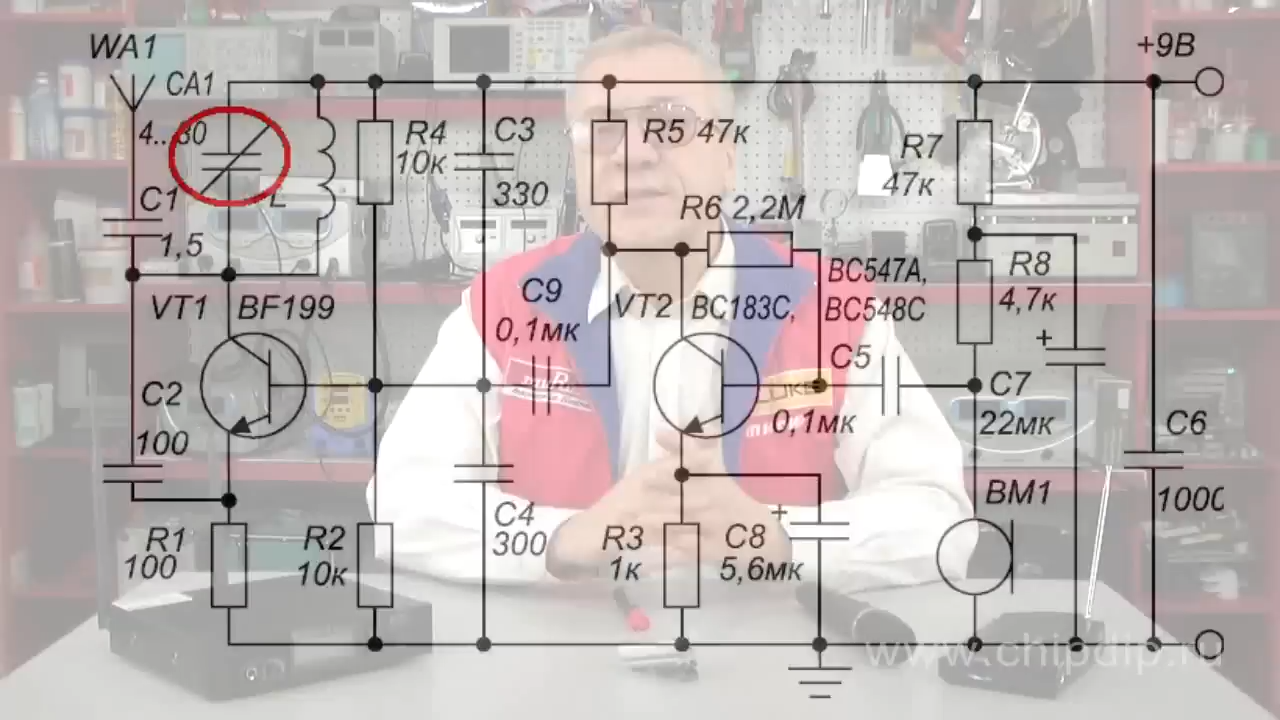 WA1
CA1
4...30
C1
1,5
L
R4
10к
C3
330
R5 47к
R6 2,2М
+9В
R7
47к
R8
4,7к
VT1 BF199
C9
0,1мк
VT2 BC183C,
BC547A,
BC548C
C5
0,1мк
C7
22мк
C6
1000
C2
100
R1
100
R2
10к
C4
300
R3
1к
C8
5,6мк
+
+
BM1
www.chipdip.ru